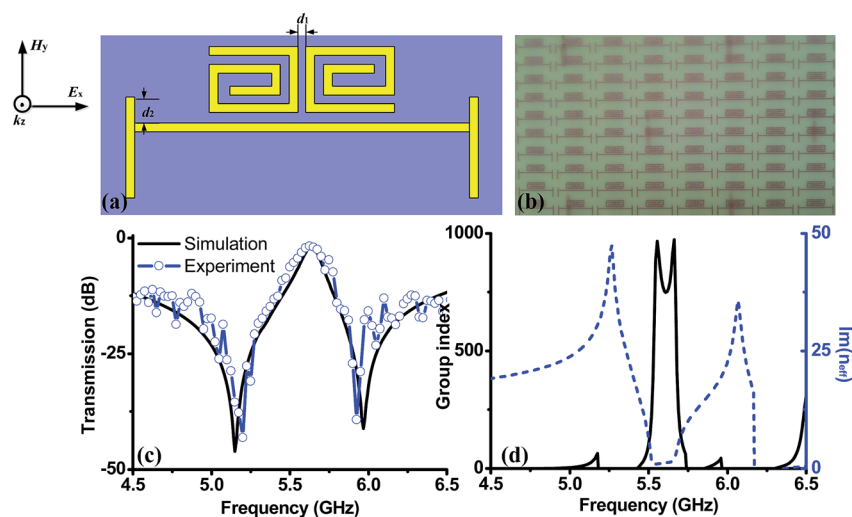 d1
Hy
Ex
kz
d2
(a)
(b)
0
-25
-50
Transmission (dB)
Simulation
Experiment
(c)
4.5 5.0 5.5 6.0 6.5
Frequency (GHz)
1000
500
0
Group index
(d)
50
25
0
Im(neff)
4.5 5.0 5.5 6.0 6.5
Frequency (GHz)